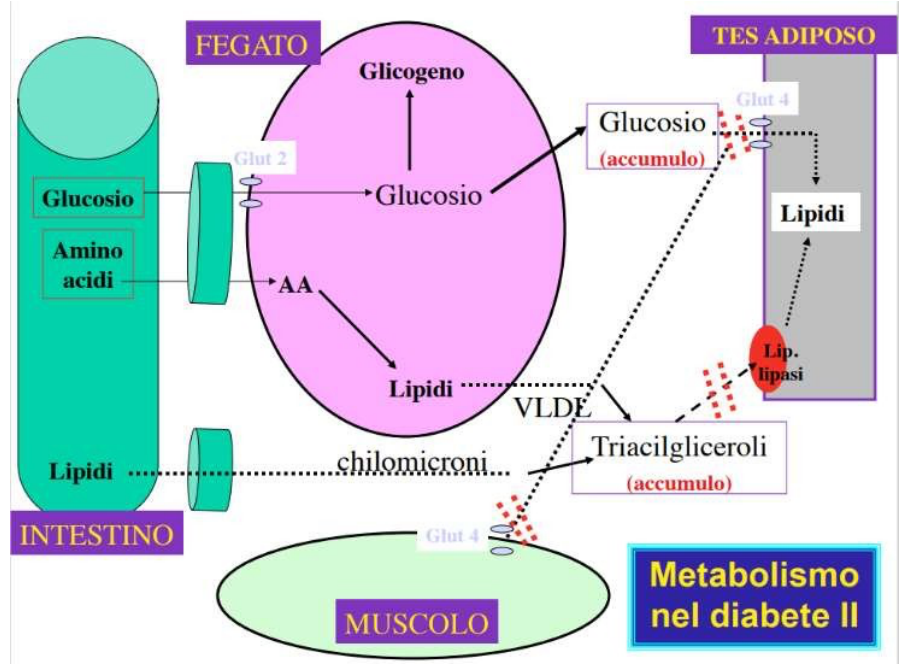 FEGATO
TES ADIPOSO
Glicogeno
Glut 4
Glucosio
(accumulo)
Glut 2
Glucosio
Glucosio
Lipidi
Amino
acidi
AA
Lip.
lipasi
Lipidi
VLDL
Triacilgliceroli
(accumulo)
Lipidi
chilomicroni
INTESTINO
Glut 4
MUSCOLO
Metabolismo
nel diabete II